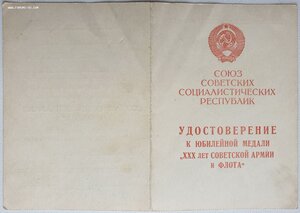 СОЮЗ
СОВЕТСКИХ
СОЦИАЛИСТИЧЕСКИХ
РЕСПУБЛИК
УДОСТОВЕРЕНИЕ
К ЮБИЛЕЙНОЙ МЕДАЛИ
„XXX ЛЕТ СОВЕТСКОЙ АРМИИ
И ФЛОТА“